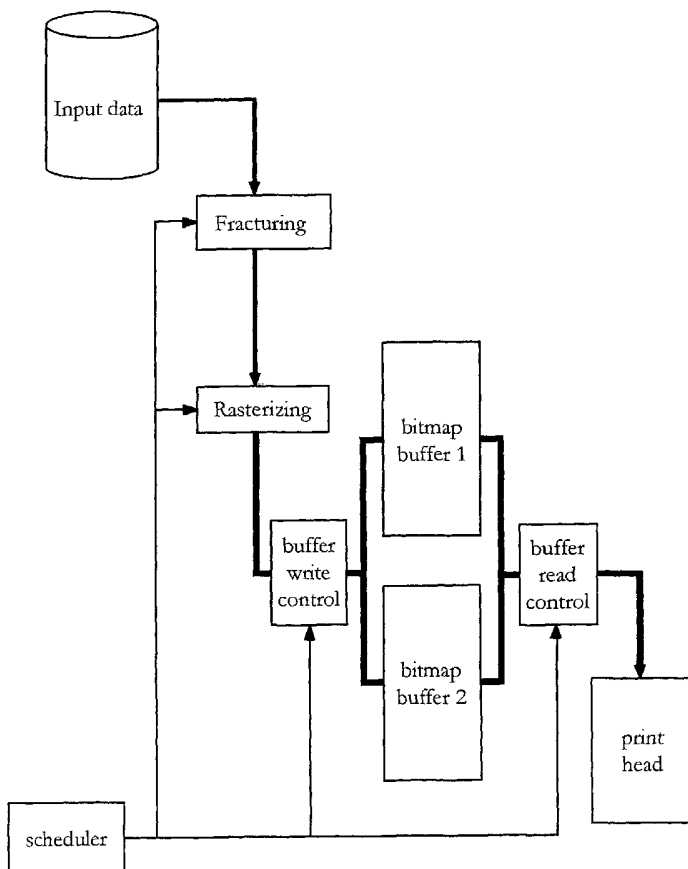 Input data
Fracturing
Rasterizing
bitmap
buffer 1
buffer
write
control
buffer
read
control
bitmap
buffer 2
print
head
scheduler